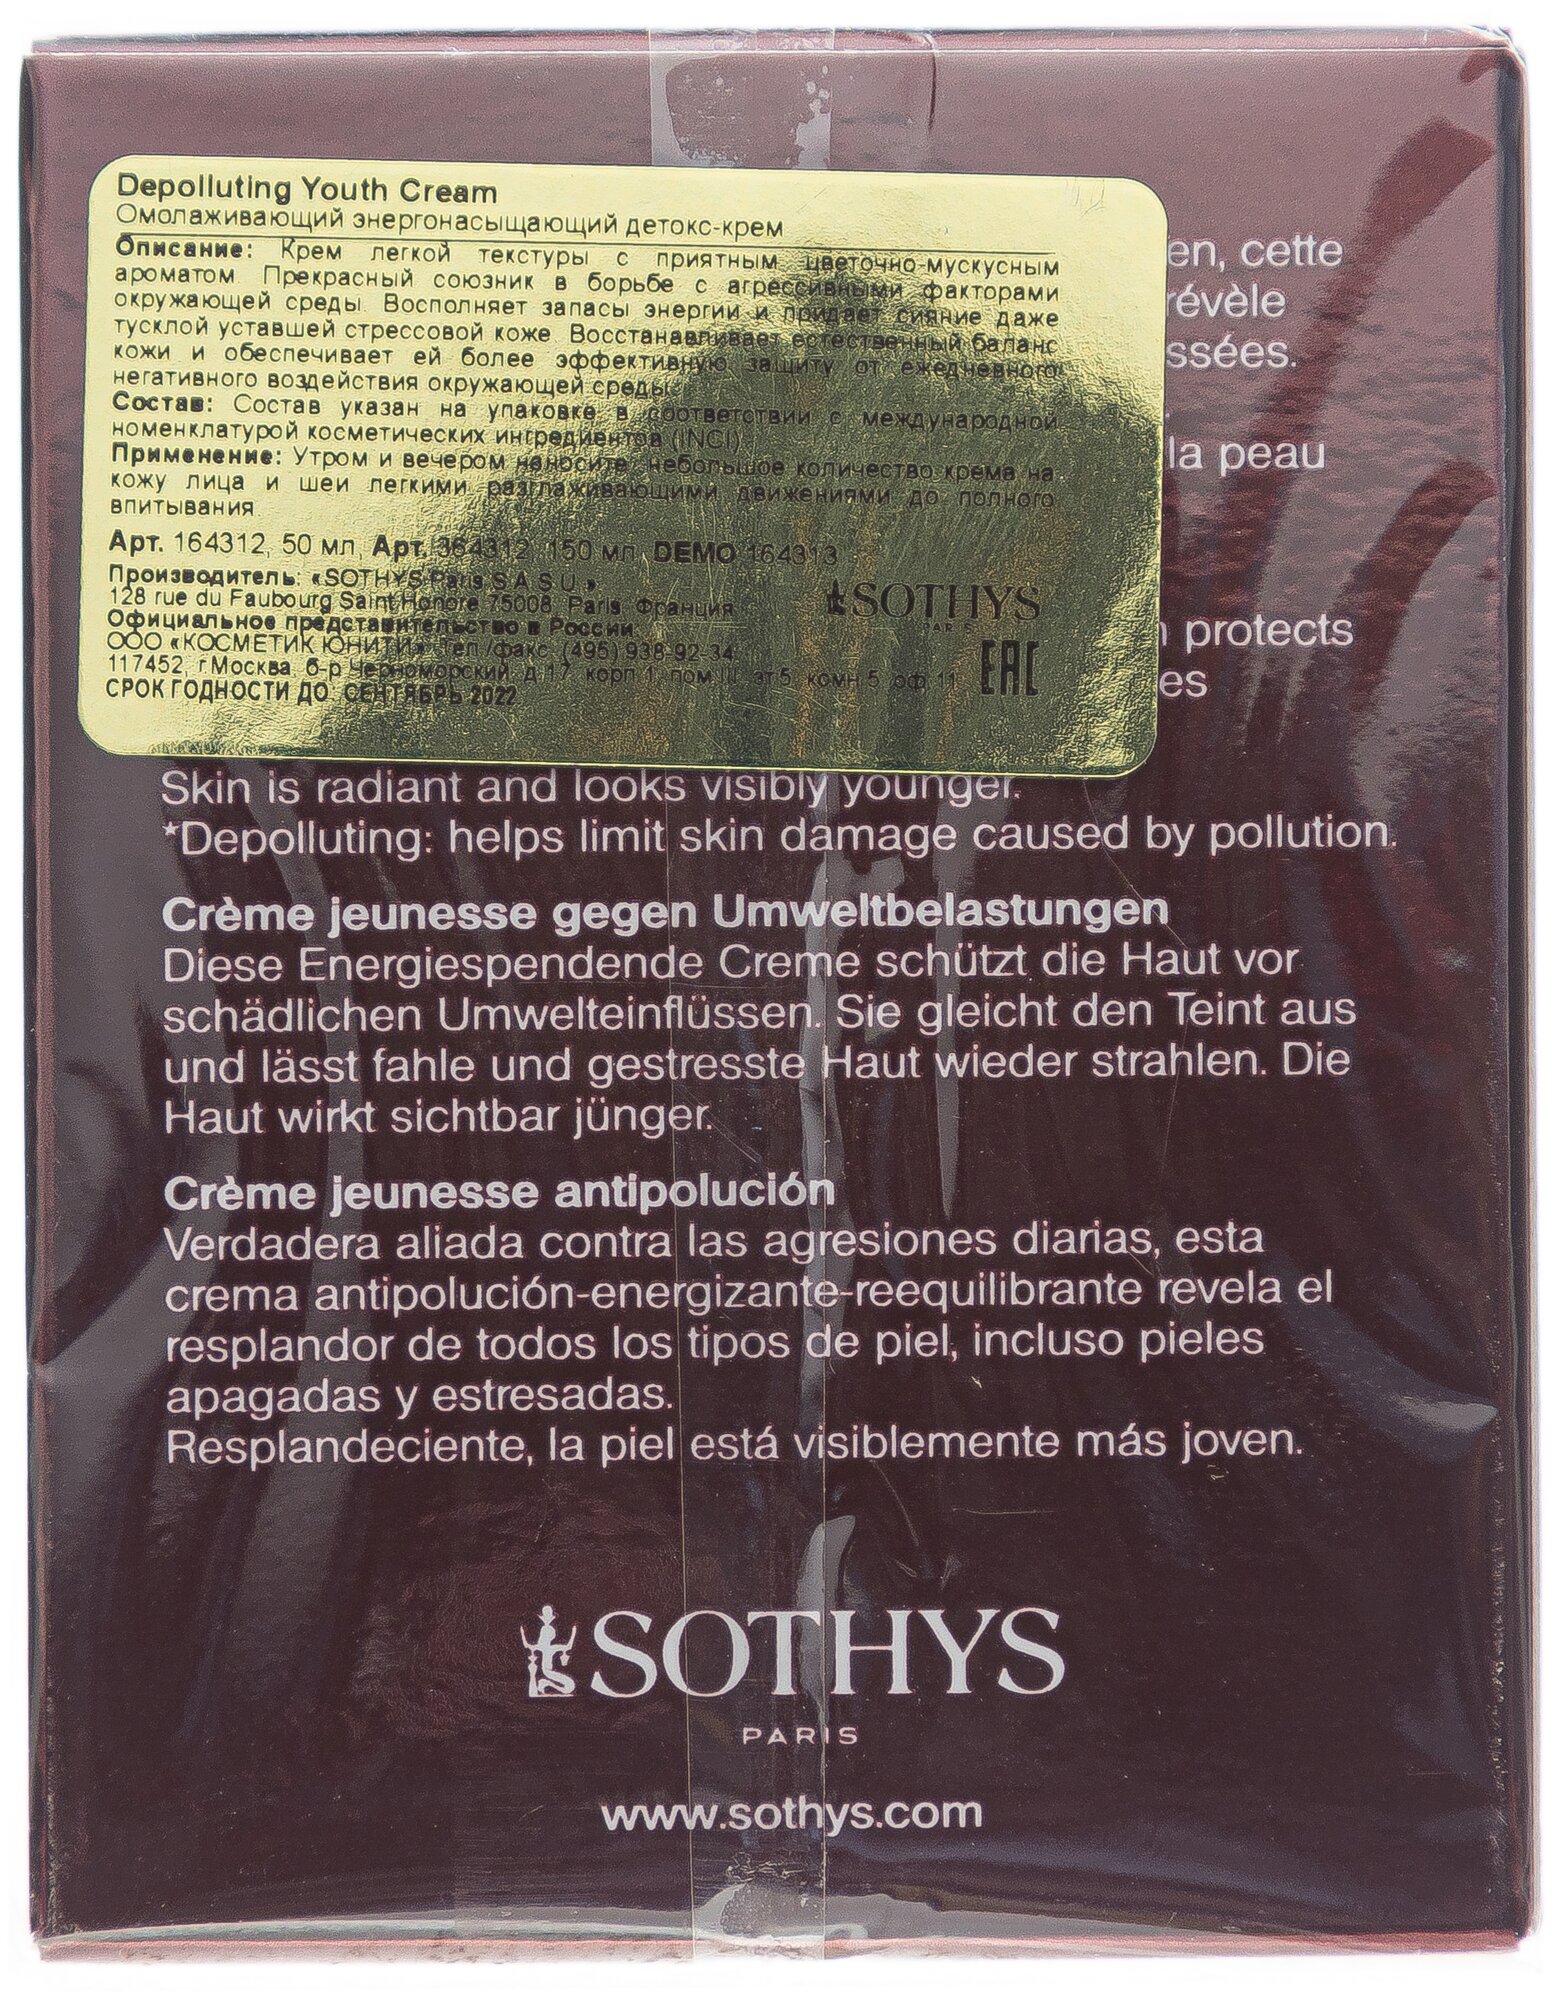 Depolluting Youth Cream
Омолаживающий энергонасыщающий детокс-крем
Описание: Крем легкой текстуры с приятным цветочно-мускусным
ароматом. Прекрасный союзник в борьбе с агрессивными факторами
окружающей среды. Восполняет запасы энергии и придает сияние даже
тусклой уставшей стрессовой коже. Восстанавливает естественный баланс
кожи и обеспечивает ей более эффективную защиту от ежедневного
негативного воздействия окружающей среды.
Состав: Состав указан на упаковке в соответствии с международной
номенклатурой косметических ингредиентов (INCI)
Применение: Утром и вечером наносите небольшое количество крема на
кожу лица и шеи легкими разглаживающими движениями до полного
впитывания.
Арт. 164312, 50 мл, Арт. 364312, 150 мл, DEMO 164313
Производитель: «SOTHYS Paris S.A.S.U.»
128 rue du Faubourg Saint Honore 75008, Paris, Франция
Официальное представительство в России
ООО «КОСМЕТИК ЮНИТИ», Тел./факс: (495) 938-92-34
117452, г.Москва, б-р Черноморский, д.17, корп 1, пом III, эт 5, комн 5, оф. 11
СРОК ГОДНОСТИ ДО: СЕНТЯБРЬ 2022
SOTHYS
PARIS
EAC
en, cette
révèle
ssées.
la peau
protects
es
Skin is radiant and looks visibly younger.
*Depolluting: helps limit skin damage caused by pollution.
Crème jeunesse gegen Umweltbelastungen
Diese Energiespendende Creme schützt die Haut vor
schädlichen Umwelteinflüssen. Sie gleicht den Teint aus
und lässt fahle und gestresste Haut wieder strahlen. Die
Haut wirkt sichtbar jünger.
Crème jeunesse antipolución
Verdadera aliada contra las agresiones diarias, esta
crema antipolución-energizante-reequilibrante revela el
resplandor de todos los tipos de piel, incluso pieles
apagadas y estresadas.
Resplandeciente, la piel está visiblemente más joven.
SOTHYS
PARIS
www.sothys.com